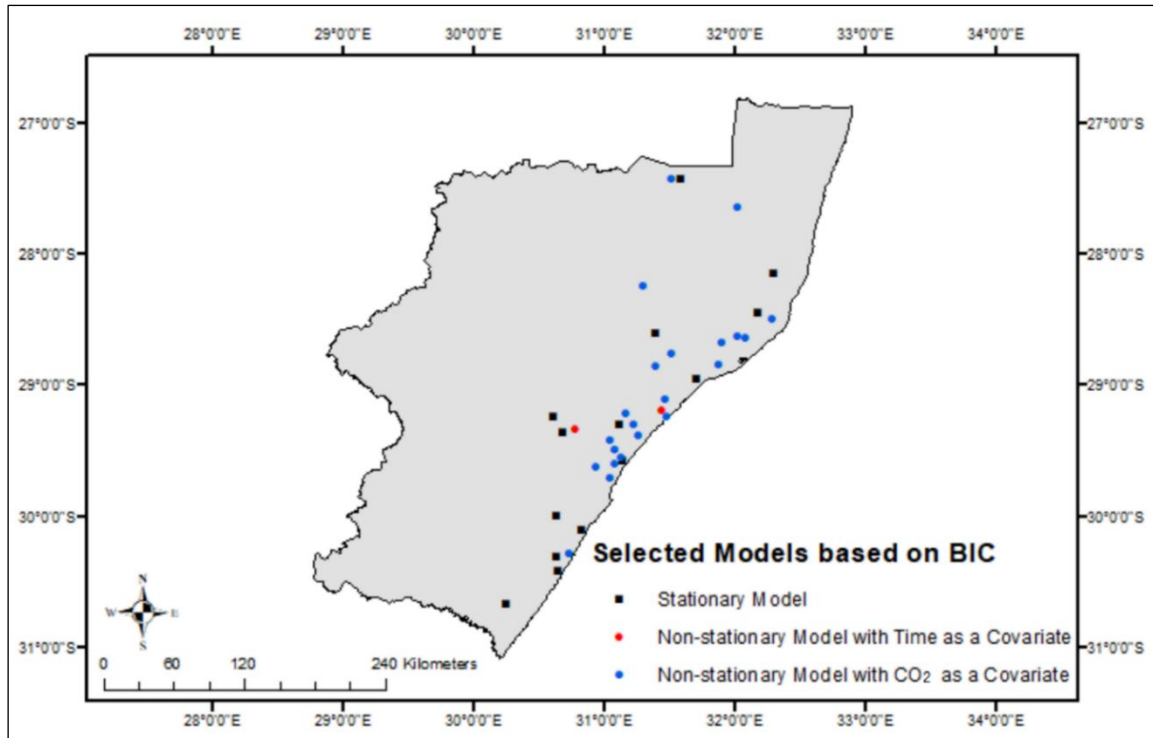 28°0'0"E 29°0'0"E 30°0'0"E 31°0'0"E 32°0'0"E 33°0'0"E 34°0'0"E
27°0'0"S 27°0'0"S
28°0'0"S 28°0'0"S
29°0'0"S 29°0'0"S
30°0'0"S 30°0'0"S
Selected Models based on BIC
Stationary Model
Non-stationary Model with Time as a Covariate
Non-stationary Model with CO₂ as a Covariate
N
W E
S
31°0'0"S 31°0'0"S
0 60 120 240 Kilometers
28°0'0"E 29°0'0"E 30°0'0"E 31°0'0"E 32°0'0"E 33°0'0"E 34°0'0"E